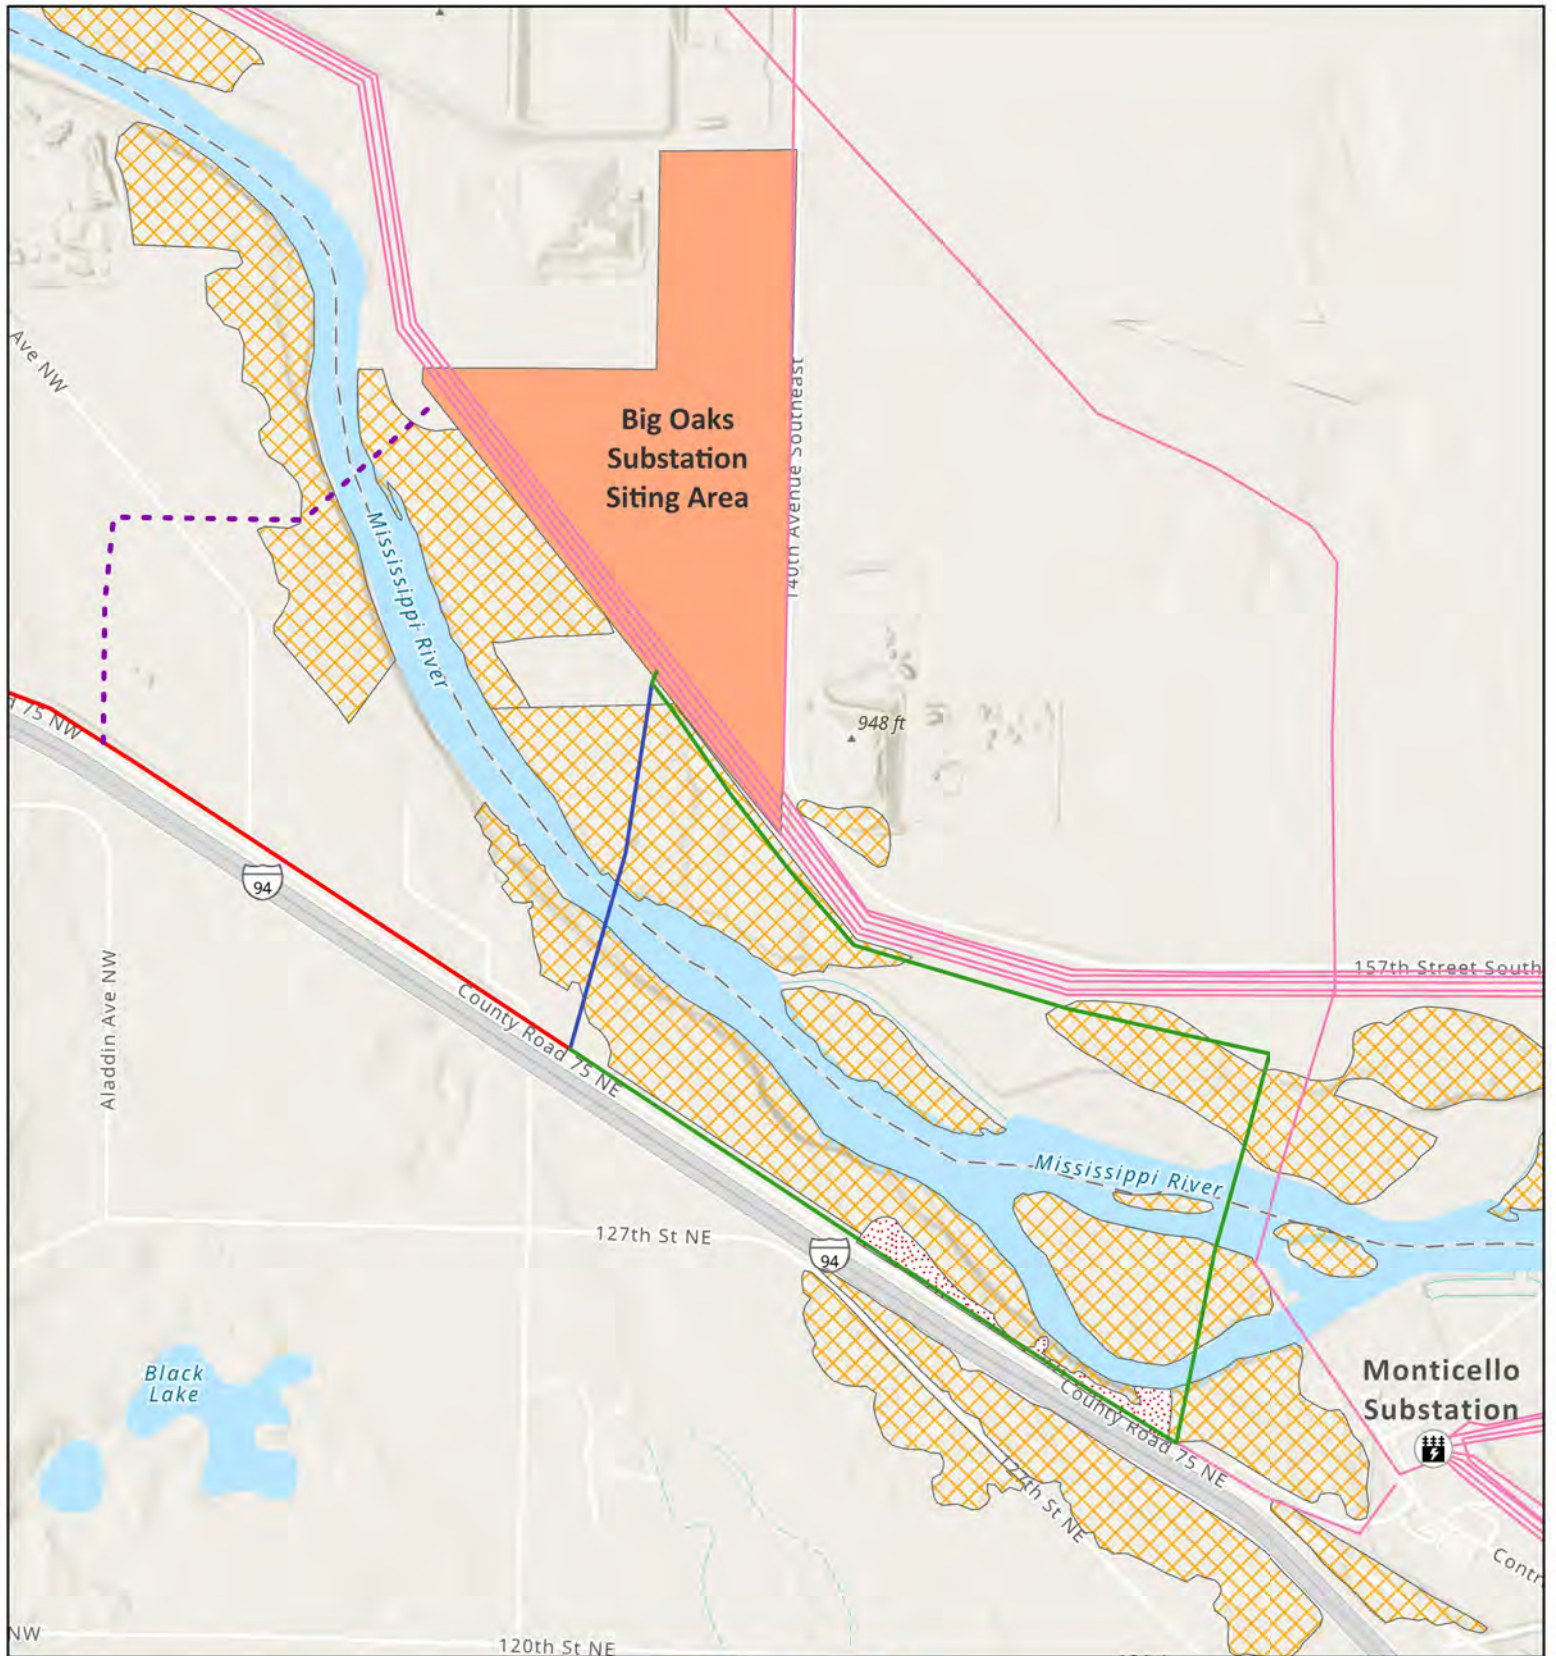 Ave NW
Big Oaks
Substation
Siting Area
140th Avenue Southeast
Mississippi River
75 NW
948 ft
94
157th Street South
County Road 75 NE
Aladdin Ave NW
Mississippi River
127th St NE
94
Black
Lake
Monticello
Substation
County Road 75 NE
127th St NE
Contr
NW
120th St NE